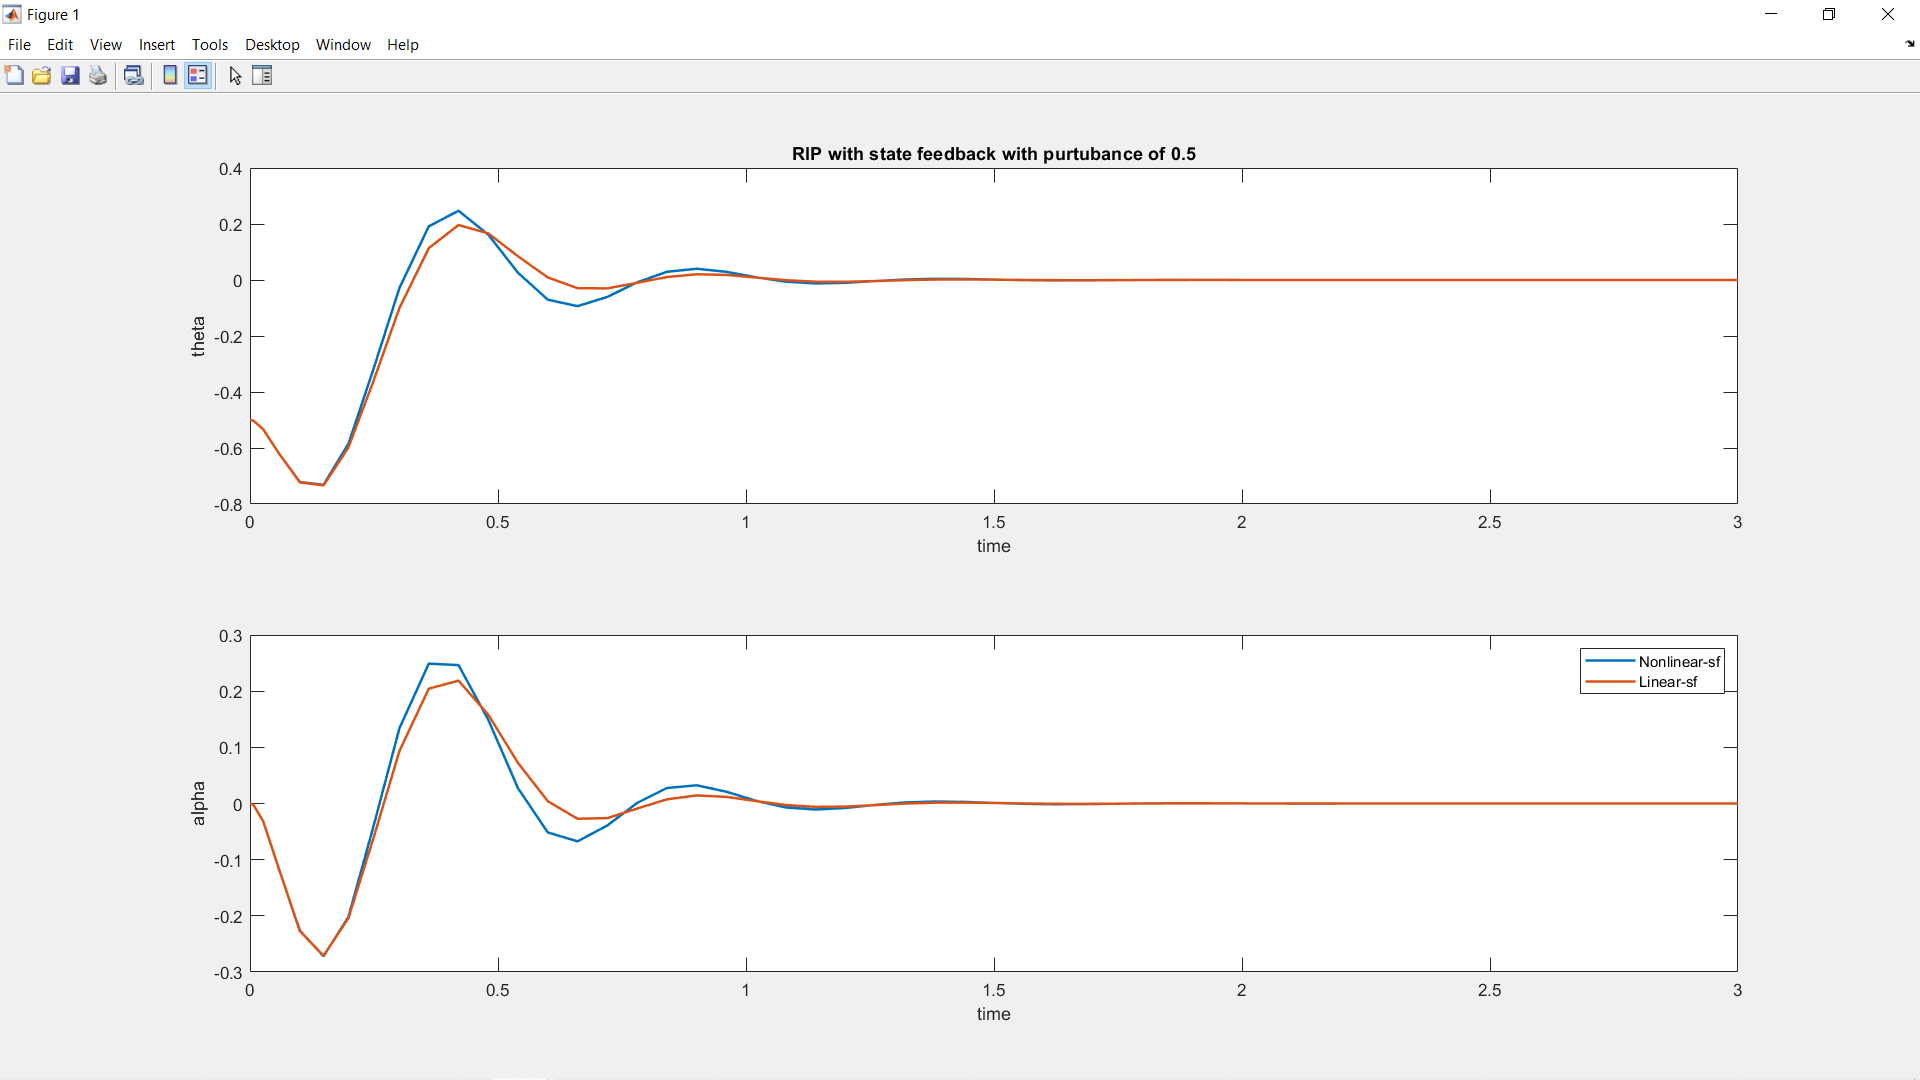 Figure 1
File Edit View Insert Tools Desktop Window Help
RIP with state feedback with purtubance of 0.5
0.4
0.2
0
-0.2
-0.4
-0.6
-0.8
theta
0 0.5 1 1.5 2 2.5 3
time
0.3
0.2
0.1
0
-0.1
-0.2
-0.3
alpha
Nonlinear-sf
Linear-sf
0 0.5 1 1.5 2 2.5 3
time